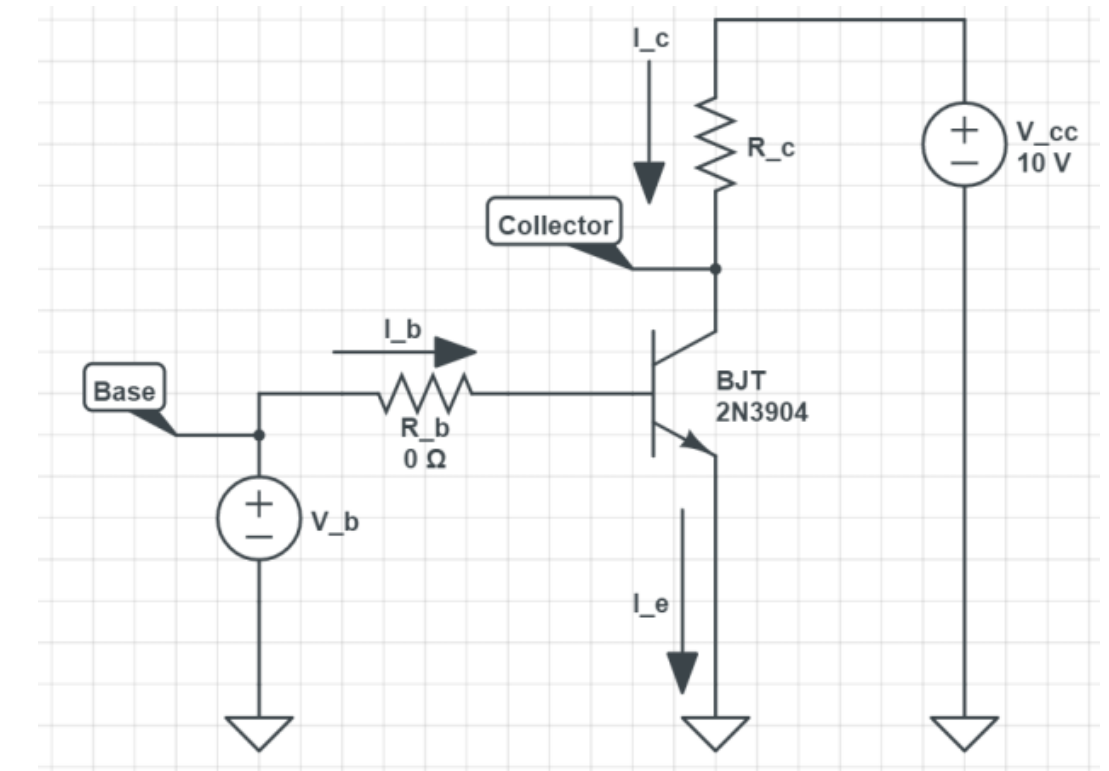 I_c
R_c
V_cc
10 V
Collector
I_b
Base
R_b
0 Ω
BJT
2N3904
V_b
I_e